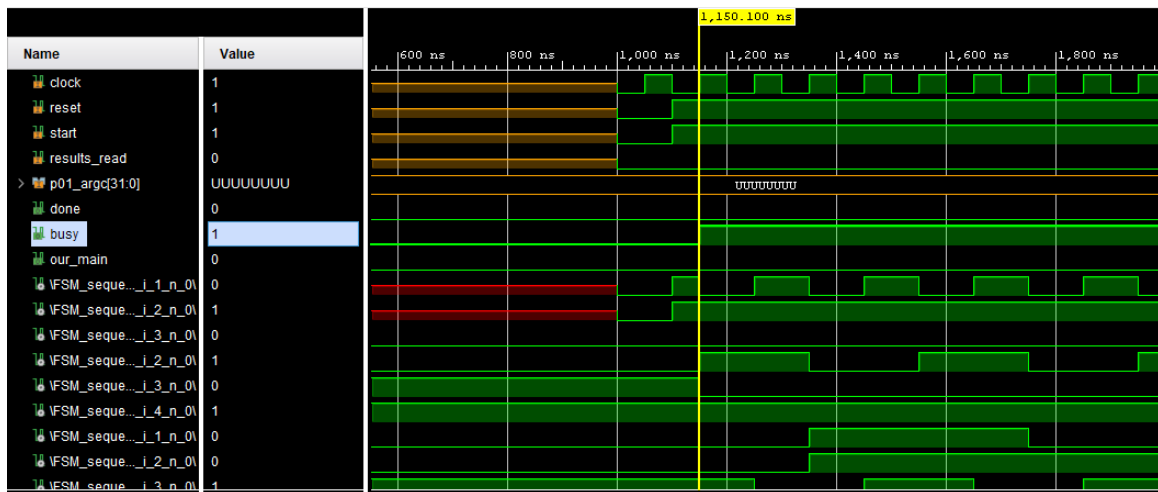 1,150.100 ns
Name Value
600 ns 800 ns 1,000 ns 1,200 ns 1,400 ns 1,600 ns 1,800 ns
clock 1
reset 1
start 1
results_read 0
p01_argc[31:0] UUUUUUUU UUUUUUUU
done 0
busy 1
our_main 0
\FSM_seque..._i_1_n_0\ 0
\FSM_seque..._i_2_n_0\ 1
\FSM_seque..._i_3_n_0\ 0
\FSM_seque..._i_2_n_0\ 1
\FSM_seque..._i_3_n_0\ 0
\FSM_seque..._i_4_n_0\ 1
\FSM_seque..._i_1_n_0\ 0
\FSM_seque..._i_2_n_0\ 0
\FSM_seque..._i_3_n_0\ 1